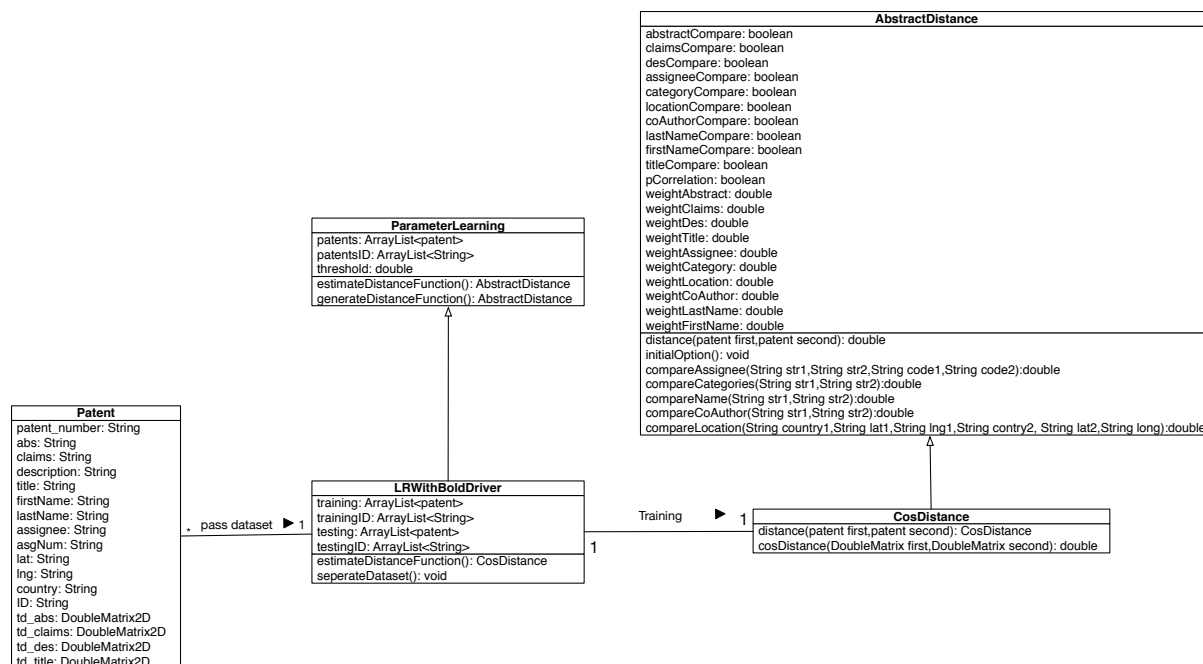 AbstractDistance
abstractCompare: boolean
claimsCompare: boolean
desCompare: boolean
assigneeCompare: boolean
categoryCompare: boolean
locationCompare: boolean
coAuthorCompare: boolean
lastNameCompare: boolean
firstNameCompare: boolean
titleCompare: boolean
pCorrelation: boolean
weightAbstract: double
weightClaims: double
weightDes: double
weightTitle: double
weightAssignee: double
weightCategory: double
weightLocation: double
weightCoAuthor: double
weightLastName: double
weightFirstName: double
distance(patent first,patent second): double
initialOption(): void
compareAssignee(String str1,String str2,String code1,String code2):double
compareCategories(String str1,String str2):double
compareName(String str1,String str2):double
compareCoAuthor(String str1,String str2):double
compareLocation(String country1,String lat1,String lng1,String contry2, String lat2,String long):double
ParameterLearning
patents: ArrayList<patent>
patentsID: ArrayList<String>
threshold: double
estimateDistanceFunction(): AbstractDistance
generateDistanceFunction(): AbstractDistance
Patent
patent_number: String
abs: String
claims: String
description: String
title: String
firstName: String
lastName: String
assignee: String
asgNum: String
lat: String
lng: String
country: String
ID: String
td_abs: DoubleMatrix2D
td_claims: DoubleMatrix2D
td_des: DoubleMatrix2D
td_title: DoubleMatrix2D
* pass dataset ▶ 1
LRWithBoldDriver
training: ArrayList<patent>
trainingID: ArrayList<String>
testing: ArrayList<patent>
testingID: ArrayList<String>
estimateDistanceFunction(): CosDistance
seperateDataset(): void
Training ▶ 1
1
CosDistance
distance(patent first,patent second): CosDistance
cosDistance(DoubleMatrix first,DoubleMatrix second): double